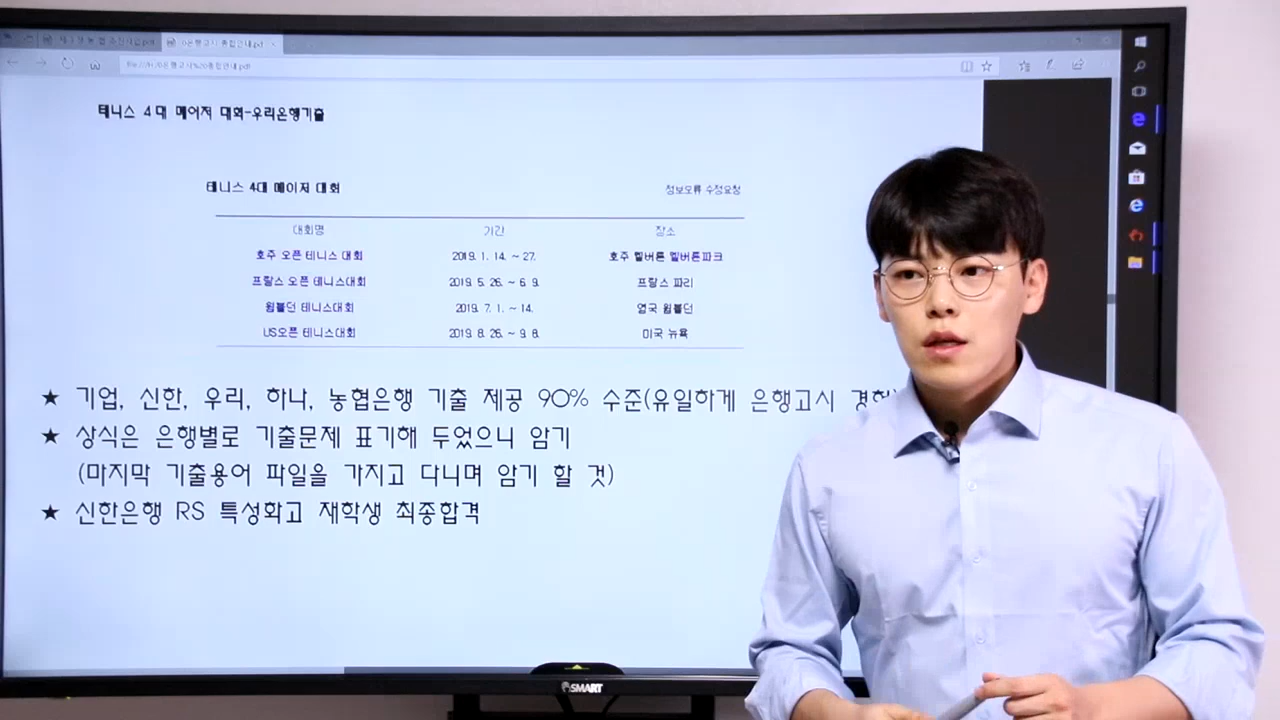 은행고시 종합안내.pdf
테니스 4대 메이저 대회-우리은행기출
테니스 4대 메이저 대회 정보오류 수정요청
대회명 기간 장소
호주 오픈 테니스 대회 2019. 1. 14. ~ 27. 호주 멜버른 멜버른파크
프랑스 오픈 테니스대회 2019. 5. 26. ~ 6. 9. 프랑스 파리
윔블던 테니스대회 2019. 7. 1. ~ 14. 영국 윔블던
US오픈 테니스대회 2019. 8. 26. ~ 9. 8. 미국 뉴욕
★ 기업, 신한, 우리, 하나, 농협은행 기출 제공 90% 수준(유일하게 은행고시 경험)
★ 상식은 은행별로 기출문제 표기해 두었으니 암기
(마지막 기출용어 파일을 가지고 다니며 암기 할 것)
★ 신한은행 RS 특성화고 재학생 최종합격
SMART